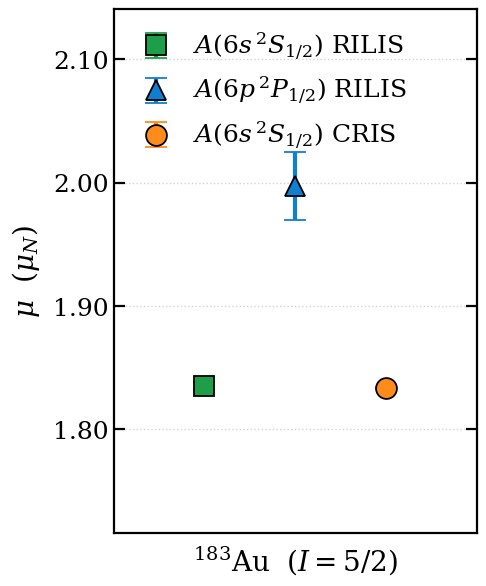 A(6s ²S₁/₂) RILIS
A(6p ²P₁/₂) RILIS
A(6s ²S₁/₂) CRIS
2.10
2.00
1.90
1.80
μ (μ_N)
¹⁸³Au (I = 5/2)